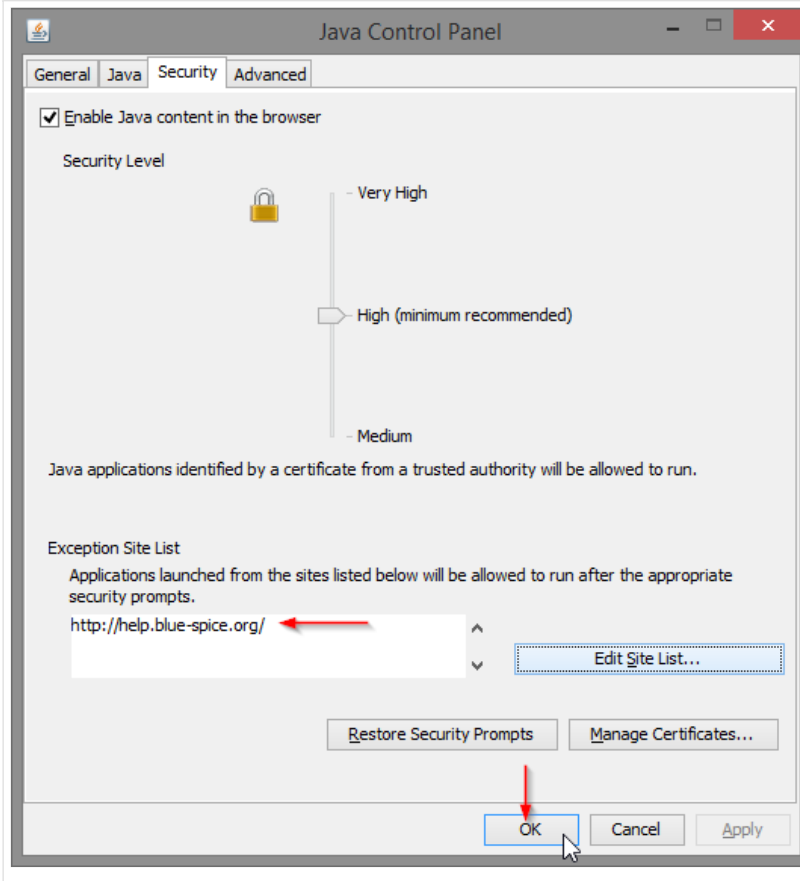 Java Control Panel
General Java Security Advanced
Enable Java content in the browser
Security Level
Very High
High (minimum recommended)
Medium
Java applications identified by a certificate from a trusted authority will be allowed to run.
Exception Site List
Applications launched from the sites listed below will be allowed to run after the appropriate
security prompts.
http://help.blue-spice.org/
Edit Site List...
Restore Security Prompts Manage Certificates...
OK Cancel Apply